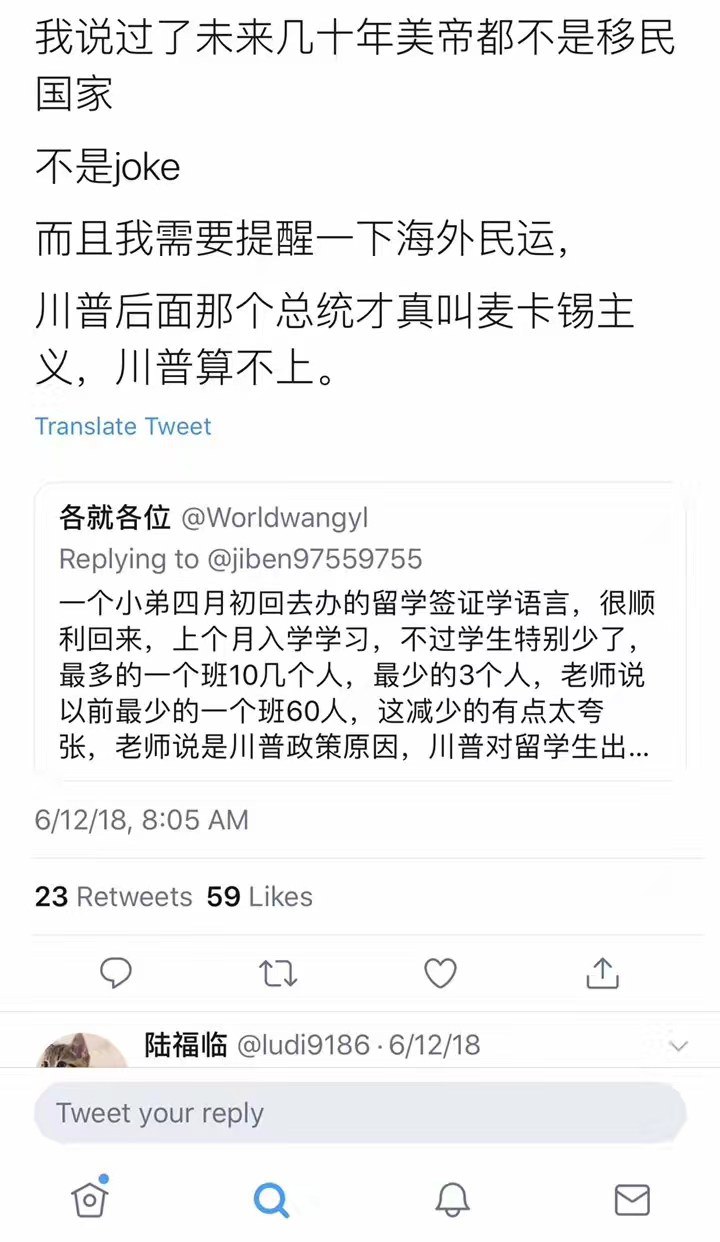 我说过了未来几十年美帝都不是移民
国家
不是joke
而且我需要提醒一下海外民运，
川普后面那个总统才真叫麦卡锡主
义，川普算不上。
Translate Tweet
各就各位 @Worldwangyl
Replying to @jiben97559755
一个小弟四月初回去办的留学签证学语言，很顺
利回来，上个月入学学习，不过学生特别少了，
最多的一个班10几个人，最少的3个人，老师说
以前最少的一个班60人，这减少的有点太夸
张，老师说是川普政策原因，川普对留学生出...
6/12/18, 8:05 AM
23 Retweets 59 Likes
陆福临 @ludi9186 · 6/12/18
Tweet your reply